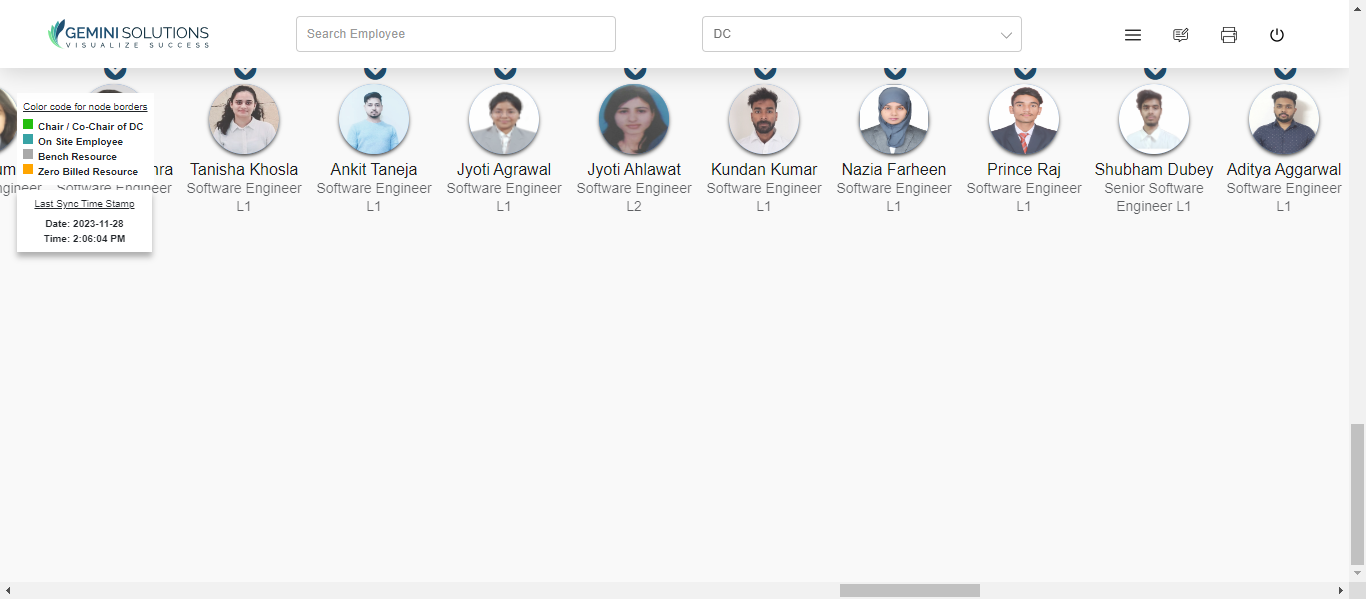 GEMINI SOLUTIONS
VISUALIZE SUCCESS
Search Employee
DC
Color code for node borders
Chair / Co-Chair of DC
On Site Employee
Bench Resource
Zero Billed Resource
Last Sync Time Stamp
Date: 2023-11-28
Time: 2:06:04 PM
Software Engineer
Tanisha Khosla
Software Engineer
L1
Ankit Taneja
Software Engineer
L1
Jyoti Agrawal
Software Engineer
L1
Jyoti Ahlawat
Software Engineer
L2
Kundan Kumar
Software Engineer
L1
Nazia Farheen
Software Engineer
L1
Prince Raj
Software Engineer
L1
Shubham Dubey
Senior Software
Engineer L1
Aditya Aggarwal
Software Engineer
L1